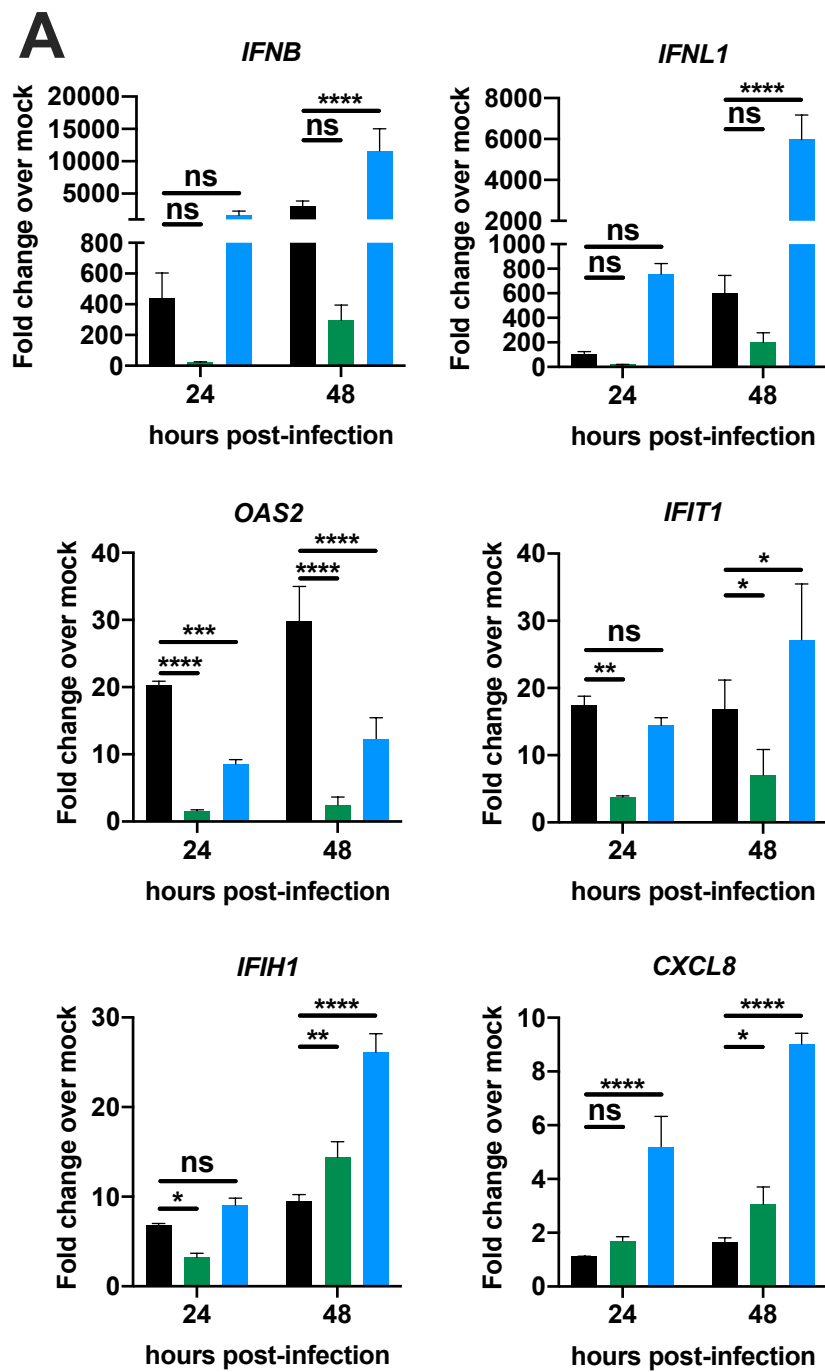 A
IFNB
Fold change over mock
20000
15000
10000
5000
800
600
400
200
0
ns
ns
ns
****
24
48
hours post-infection
IFNL1
Fold change over mock
8000
6000
4000
2000
1000
800
600
400
200
0
ns
ns
ns
****
24
48
hours post-infection
OAS2
Fold change over mock
40
30
20
10
0
****
***
****
****
24
48
hours post-infection
IFIT1
Fold change over mock
40
30
20
10
0
**
ns
*
*
24
48
hours post-infection
IFIH1
Fold change over mock
30
20
10
0
*
ns
**
****
24
48
hours post-infection
CXCL8
Fold change over mock
10
8
6
4
2
0
ns
****
*
****
24
48
hours post-infection